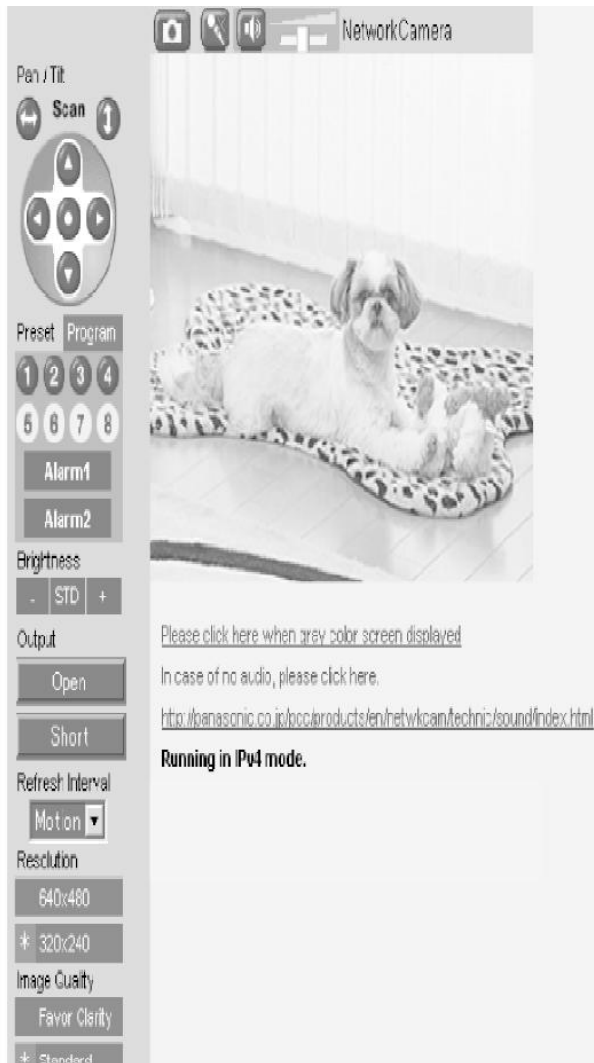 NetworkCamera
Pan / Tilt
Scan
Preset Program
1 2 3 4
5 6 7 8
Alarm1
Alarm2
Brightness
- STD +
Output
Open
Short
Refresh Interval
Motion
Resolution
640x480
* 320x240
Image Quality
Favor Clarity
* Standard
Please click here when gray color screen displayed
In case of no audio, please click here.
http://panasonic.co.jp/pcc/products/en/netwkcam/technic/sound/index.html
Running in IPv4 mode.